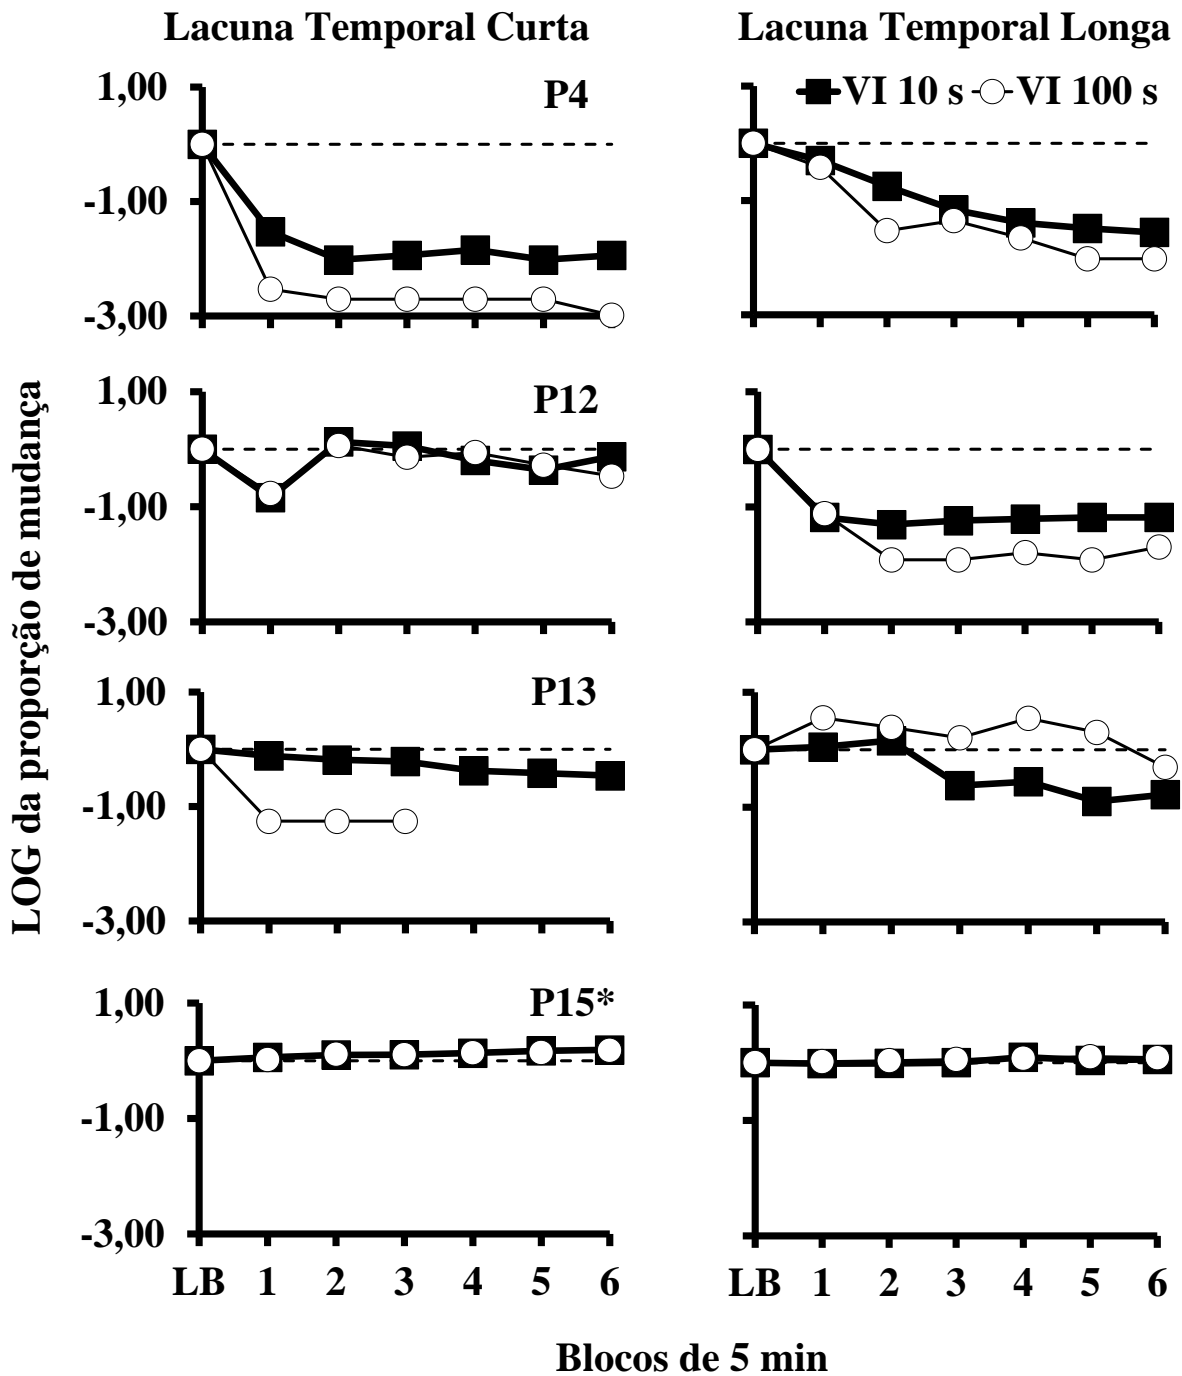 Lacuna Temporal Curta
Lacuna Temporal Longa
1,00
-1,00
-3,00
P4
VI 10 s
VI 100 s
LOG da proporção de mudança
1,00
-1,00
-3,00
P12
1,00
-1,00
-3,00
P13
1,00
-1,00
-3,00
P15*
LB 1 2 3 4 5 6
LB 1 2 3 4 5 6
Blocos de 5 min